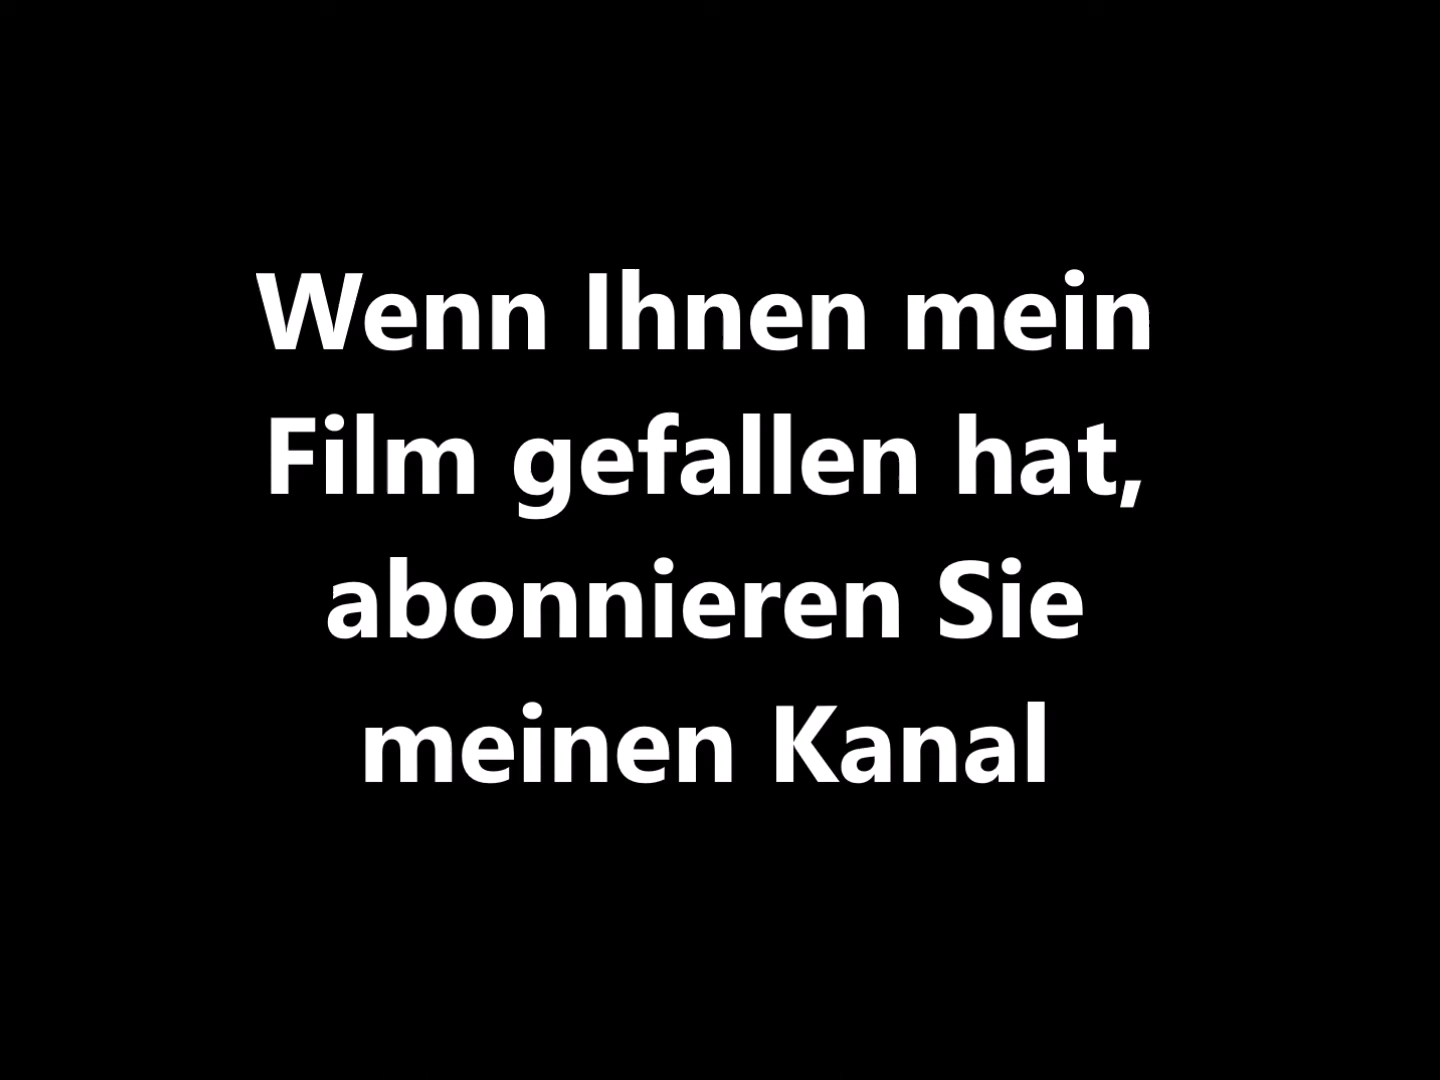 Wenn Ihnen mein
Film gefallen hat,
abonnieren Sie
meinen Kanal